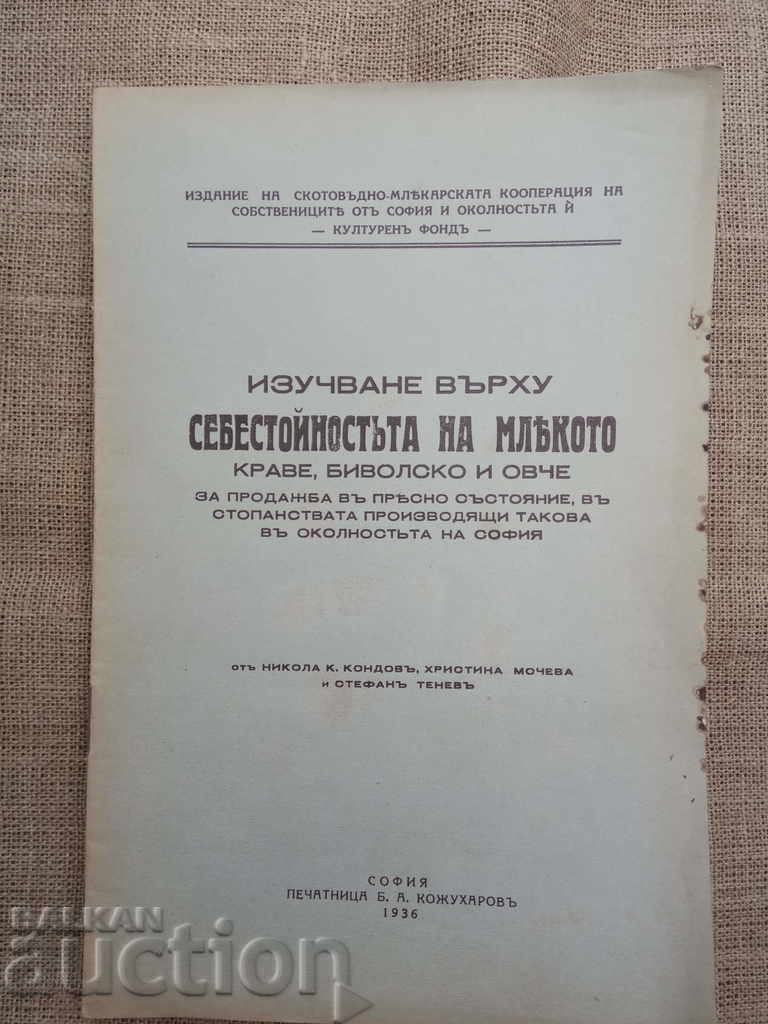 ИЗДАНИЕ НА СКОТОВЪДНО-МЛѢКАРСКАТА КООПЕРАЦИЯ НА
СОБСТВЕНИЦИТѢ ОТЪ СОФИЯ И ОКОЛНОСТЬТА Ѝ
— КУЛТУРЕНЪ ФОНДЪ —
ИЗУЧВАНЕ ВЪРХУ
СЕБЕСТОЙНОСТЬТА НА МЛѢКОТО
КРАВЕ, БИВОЛСКО И ОВЧЕ
ЗА ПРОДАЖБА ВЪ ПРѢСНО СЪСТОЯНИЕ, ВЪ
СТОПАНСТВАТА ПРОИЗВОДЯЩИ ТАКОВА
ВЪ ОКОЛНОСТЬТА НА СОФИЯ
отъ НИКОЛА К. КОНДОВЪ, ХРИСТИНА МОЧЕВА
и СТЕФАНЪ ТЕНЕВЪ
СОФИЯ
ПЕЧАТНИЦА Б. А. КОЖУХАРОВЪ
1936
BALKAN
auction